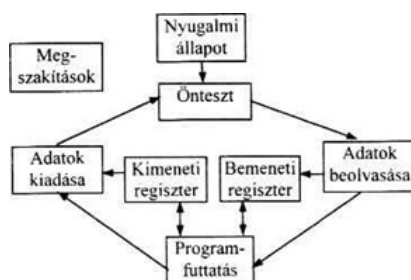 Nyugalmi
állapot
Meg-
szakítások
Önteszt
Adatok
kiadása
Kimeneti
regiszter
Bemeneti
regiszter
Adatok
beolvasása
Program-
futtatás